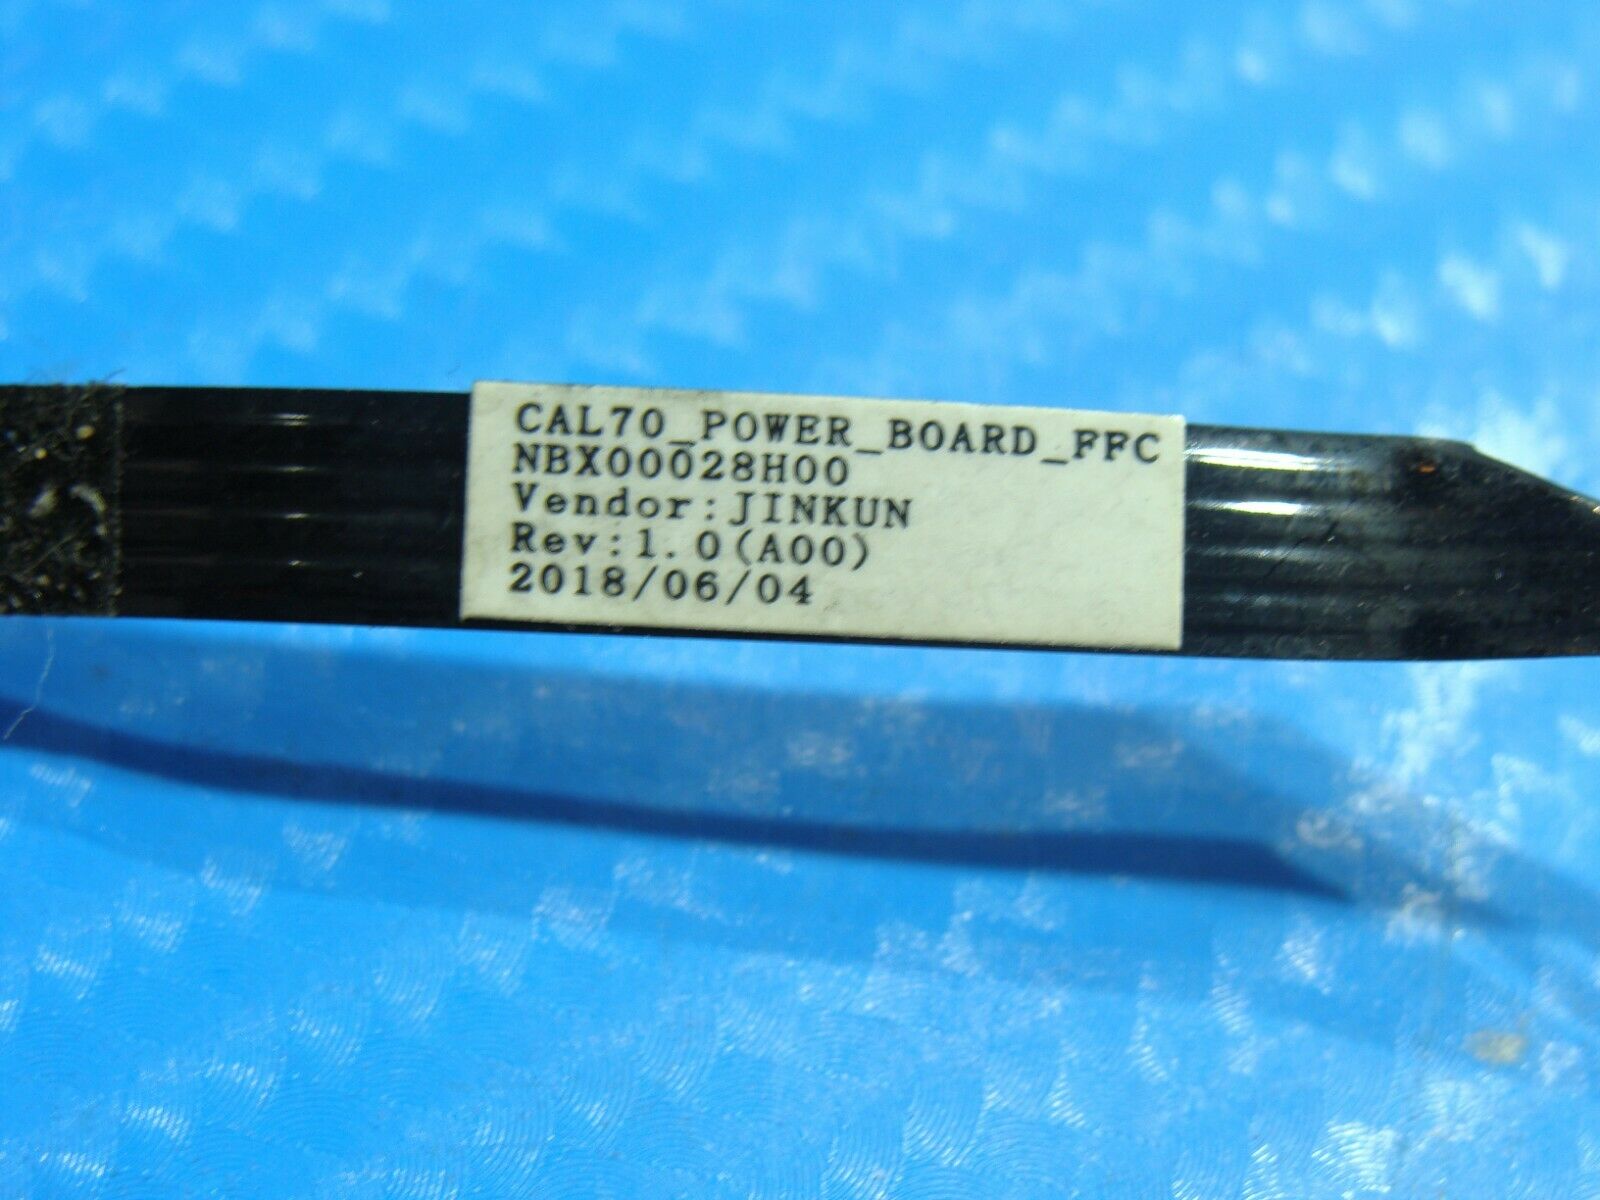 CAL70_POWER_BOARD_FFC
NBX00028H00
Vendor:JINKUN
Rev:1.0(A00)
2018/06/04